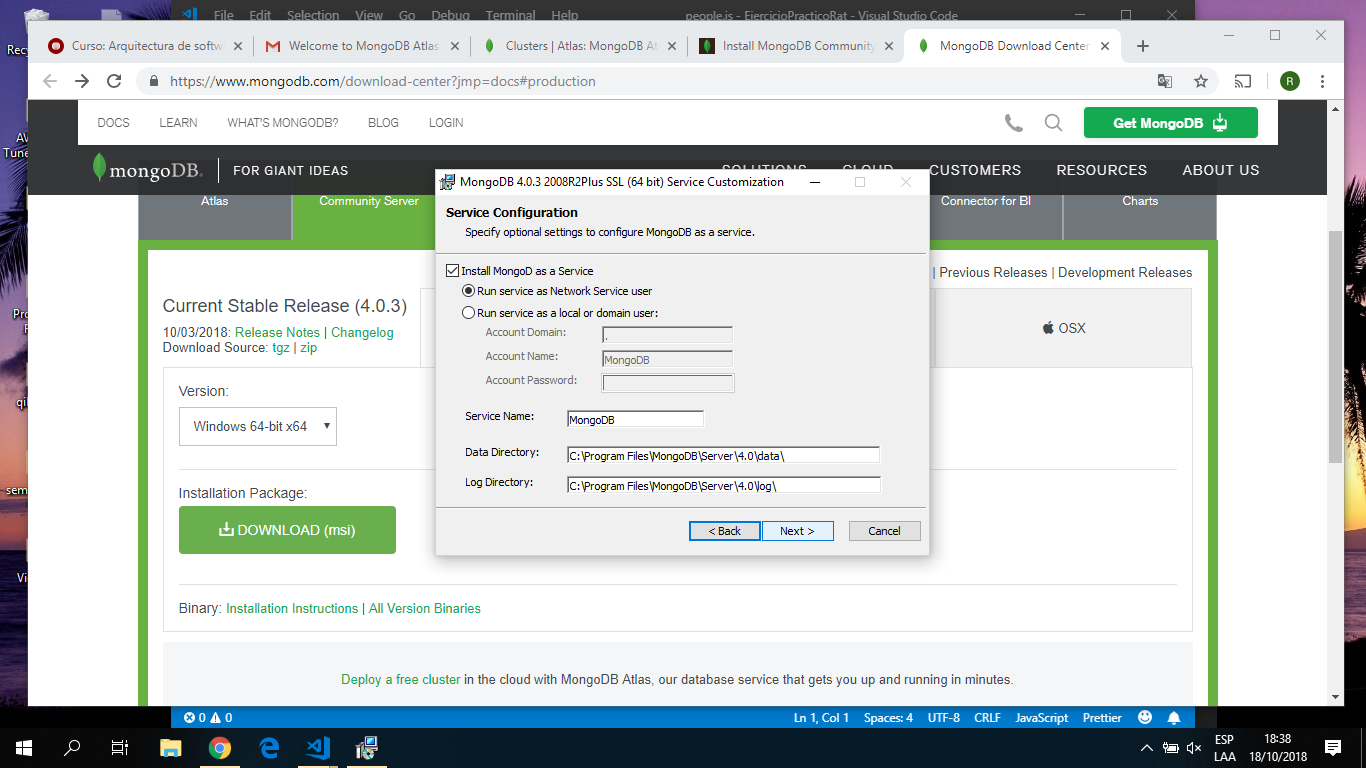 File Edit Selection View Go Debug Terminal Help people.js - EjercicioPracticoRat - Visual Studio Code
Curso: Arquitectura de softw
Welcome to MongoDB Atlas
Clusters | Atlas: MongoDB At
Install MongoDB Community
MongoDB Download Center
https://www.mongodb.com/download-center?jmp=docs#production
R
DOCS LEARN WHAT'S MONGODB? BLOG LOGIN
Get MongoDB
mongoDB. FOR GIANT IDEAS
SOLUTIONS CLOUD CUSTOMERS RESOURCES ABOUT US
Atlas Community Server Connector for BI Charts
| Previous Releases | Development Releases
Current Stable Release (4.0.3)
10/03/2018: Release Notes | Changelog
Download Source: tgz | zip
OSX
Version:
Windows 64-bit x64
Installation Package:
DOWNLOAD (msi)
Binary: Installation Instructions | All Version Binaries
Deploy a free cluster in the cloud with MongoDB Atlas, our database service that gets you up and running in minutes.
MongoDB 4.0.3 2008R2Plus SSL (64 bit) Service Customization
Service Configuration
Specify optional settings to configure MongoDB as a service.
Install MongoD as a Service
Run service as Network Service user
Run service as a local or domain user:
Account Domain: .
Account Name: MongoDB
Account Password:
Service Name: MongoDB
Data Directory: C:\Program Files\MongoDB\Server\4.0\data\
Log Directory: C:\Program Files\MongoDB\Server\4.0\log\
< Back Next > Cancel
0 0 Ln 1, Col 1 Spaces: 4 UTF-8 CRLF JavaScript Prettier
ESP
LAA
18:38
18/10/2018